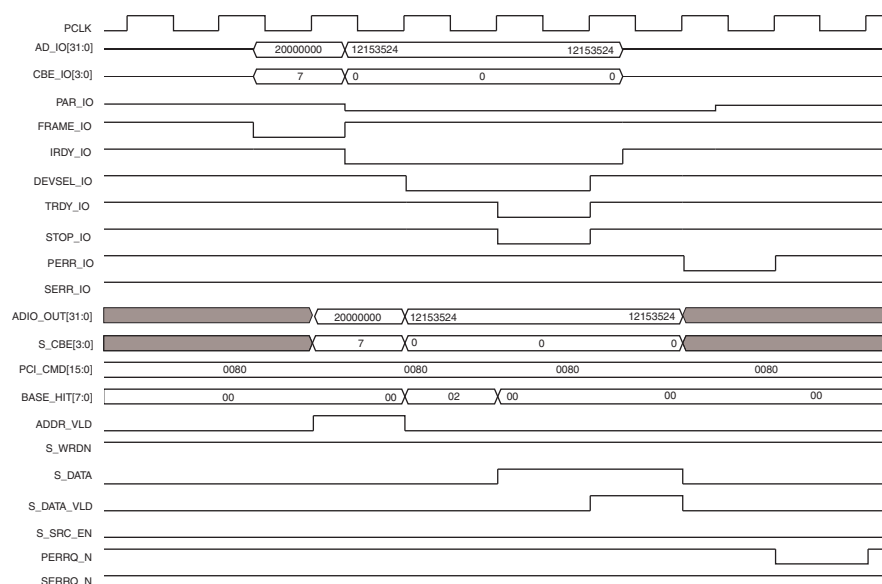 PCLK
AD_IO[31:0] 20000000 12153524 12153524
CBE_IO[3:0] 7 0 0 0
PAR_IO
FRAME_IO
IRDY_IO
DEVSEL_IO
TRDY_IO
STOP_IO
PERR_IO
SERR_IO
ADIO_OUT[31:0] 20000000 12153524 12153524
S_CBE[3:0] 7 0 0 0
PCI_CMD[15:0] 0080 0080 0080 0080
BASE_HIT[7:0] 00 00 02 00 00 00
ADDR_VLD
S_WRDN
S_DATA
S_DATA_VLD
S_SRC_EN
PERRQ_N
SERRQ_N